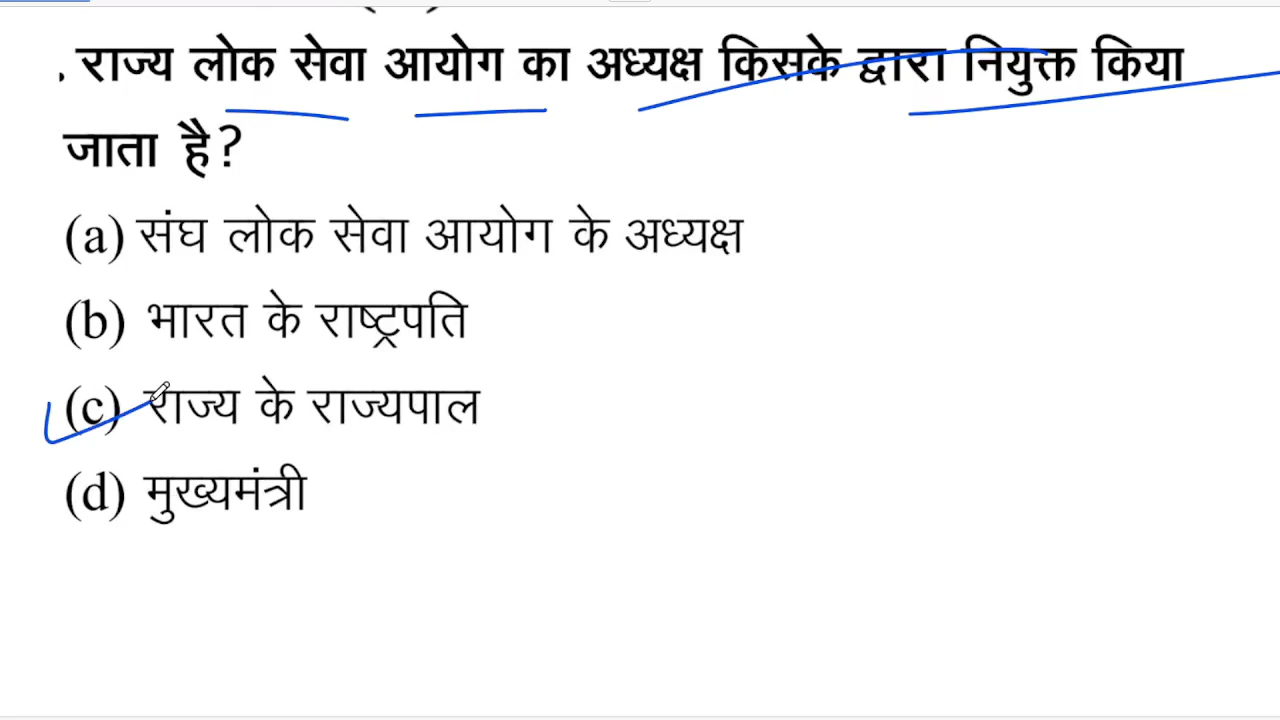 . राज्य लोक सेवा आयोग का अध्यक्ष किसके द्वारा नियुक्त किया
जाता है?
(a) संघ लोक सेवा आयोग के अध्यक्ष
(b) भारत के राष्ट्रपति
(c) राज्य के राज्यपाल
(d) मुख्यमंत्री